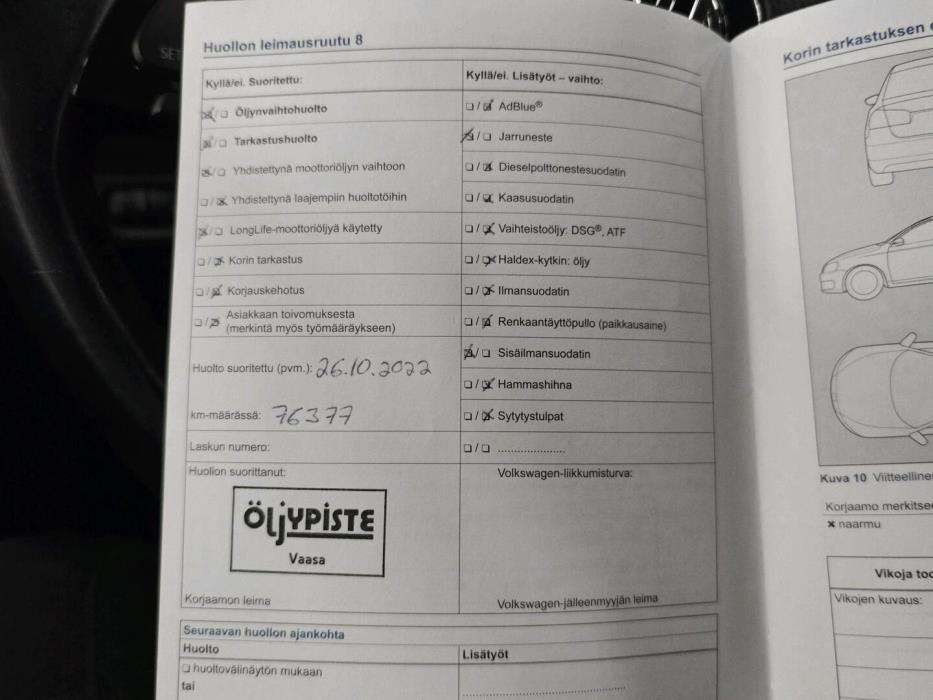 SET
Huollon leimausruutu 8
Kyllä/ei. Suoritettu:
☒/☐ Öljynvaihtohuolto
☒/☐ Tarkastushuolto
☒/☐ Yhdistettynä moottoriöljyn vaihtoon
☐/☒ Yhdistettynä laajempiin huoltotöihin
☒/☐ LongLife-moottoriöljyä käytetty
☐/☒ Korin tarkastus
☐/☒ Korjauskehotus
☐/☒ Asiakkaan toivomuksesta
(merkintä myös työmääräykseen)
Huolto suoritettu (pvm.): 26.10.2022
km-määrässä: 76377
Laskun numero:
Huollon suorittanut:
ÖljYPISTE
Vaasa
Korjaamon leima
Kyllä/ei. Lisätyöt – vaihto:
☐/☒ AdBlue®
☒/☐ Jarruneste
☐/☒ Dieselpolttonestesuodatin
☐/☒ Kaasusuodatin
☐/☒ Vaihteistoöljy: DSG®, ATF
☐/☒ Haldex-kytkin: öljy
☐/☒ Ilmansuodatin
☐/☒ Renkaantäyttöpullo (paikkausaine)
☒/☐ Sisäilmansuodatin
☐/☒ Hammashihna
☐/☒ Sytytystulpat
☐/☐ .....................
Volkswagen-liikkumisturva:
Volkswagen-jälleenmyyjän leima
Seuraavan huollon ajankohta
Huolto
☐ huoltovälinäytön mukaan
tai
Lisätyöt
Korin tarkastuksen
Kuva 10 Viitteelline
Korjaamo merkitse
✖ naarmu
Vikoja to
Vikojen kuvaus: